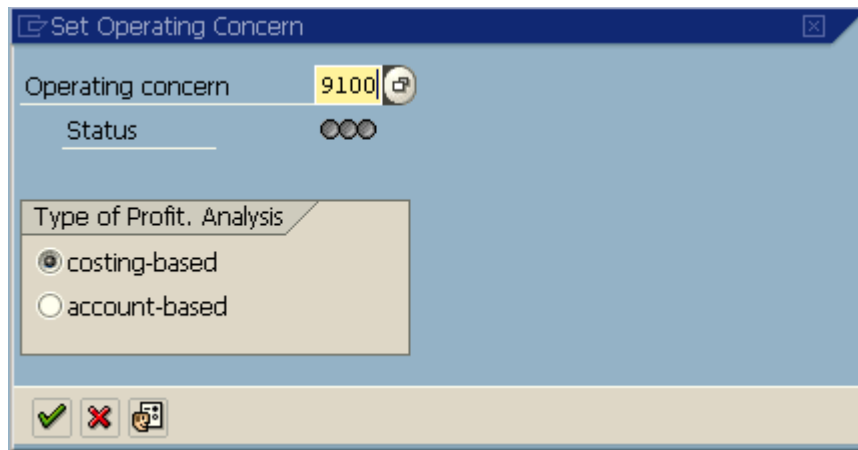 Set Operating Concern
Operating concern 9100
Status
Type of Profit. Analysis
costing-based
account-based